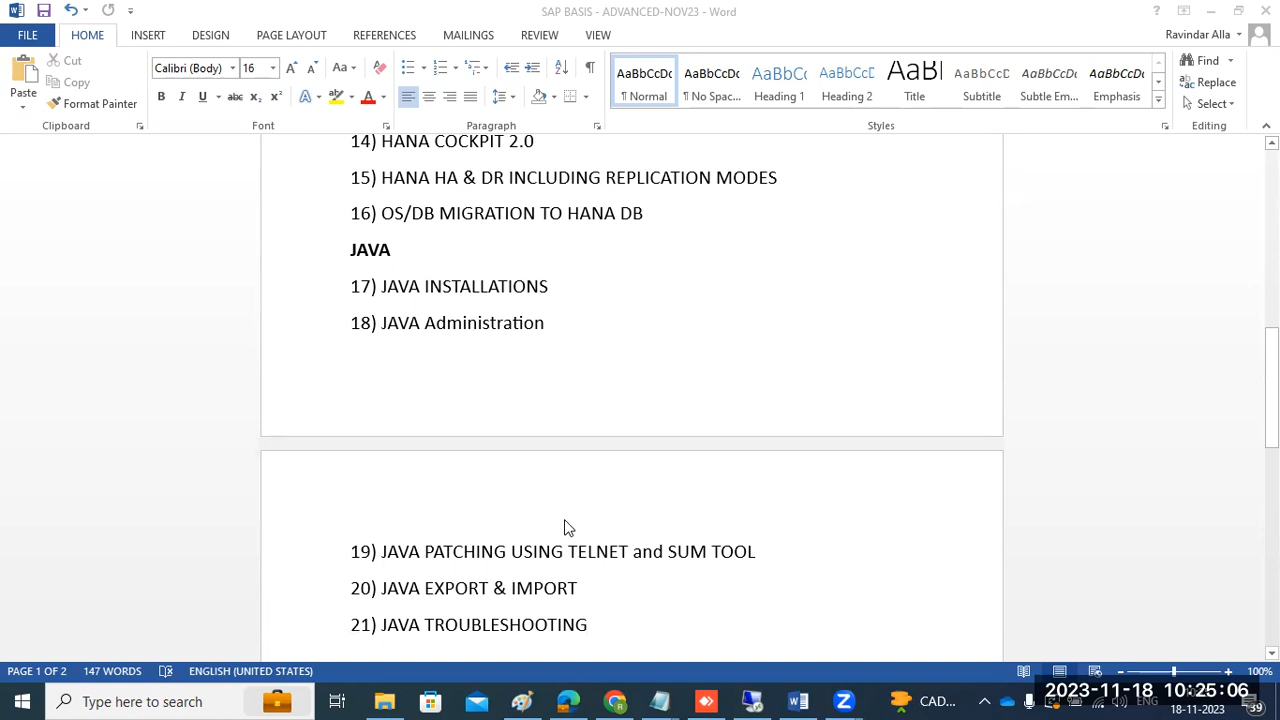 SAP BASIS - ADVANCED-NOV23 - Word
FILE HOME INSERT DESIGN PAGE LAYOUT REFERENCES MAILINGS REVIEW VIEW Ravindar Alla
Paste
Cut
Copy
Format Painter
Calibri (Body) 16
AaBbCcDc AaBbCcDc AaBbCc AaBbCcD AaBl AaBbCcD AaBbCcDc AaBbCcDc
¶ Normal ¶ No Spac... Heading 1 Heading 2 Title Subtitle Subtle Em... Emphasis
Find
Replace
Select
Clipboard Font Paragraph Styles Editing
14) HANA COCKPIT 2.0
15) HANA HA & DR INCLUDING REPLICATION MODES
16) OS/DB MIGRATION TO HANA DB
JAVA
17) JAVA INSTALLATIONS
18) JAVA Administration
19) JAVA PATCHING USING TELNET and SUM TOOL
20) JAVA EXPORT & IMPORT
21) JAVA TROUBLESHOOTING
PAGE 1 OF 2 147 WORDS ENGLISH (UNITED STATES) 100%
Type here to search
CAD...
ENG
2023-11-18 10:25:06
18-11-2023
39